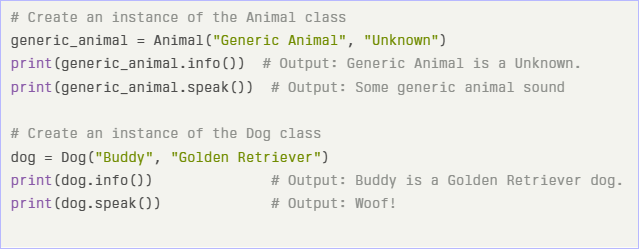 # Create an instance of the Animal class
generic_animal = Animal("Generic Animal", "Unknown")
print(generic_animal.info())  # Output: Generic Animal is a Unknown.
print(generic_animal.speak())  # Output: Some generic animal sound

# Create an instance of the Dog class
dog = Dog("Buddy", "Golden Retriever")
print(dog.info())              # Output: Buddy is a Golden Retriever dog.
print(dog.speak())             # Output: Woof!